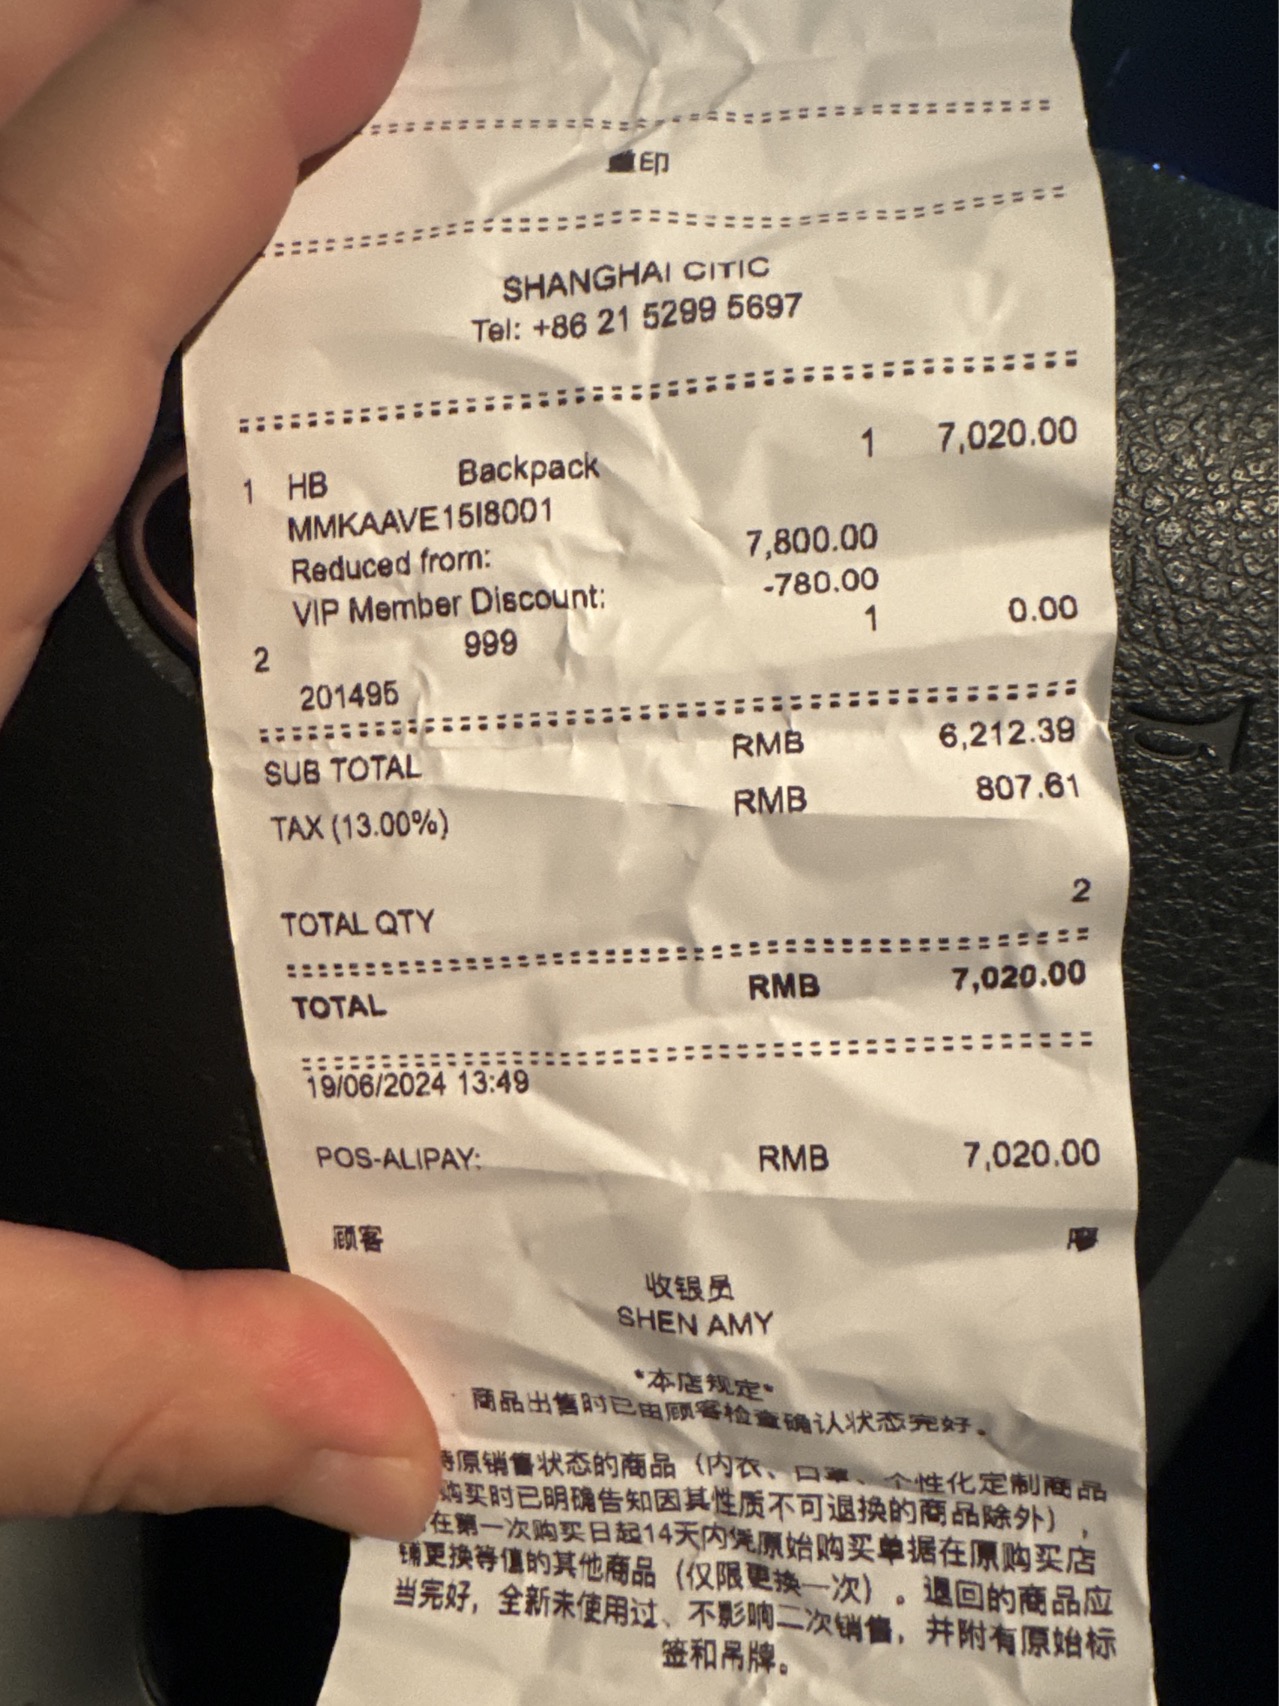 重印
SHANGHAI CITIC
Tel: +86 21 5299 5697
1 HB Backpack 1 7,020.00
MMKAAVE15I8001
Reduced from: 7,800.00
VIP Member Discount: -780.00
2 999 1 0.00
201495
SUB TOTAL RMB 6,212.39
TAX (13.00%) RMB 807.61
TOTAL QTY 2
TOTAL RMB 7,020.00
19/06/2024 13:49
POS-ALIPAY: RMB 7,020.00
顾客
收银员
SHEN AMY
*本店规定*
商品出售时已由顾客检查确认状态完好。
持原销售状态的商品（内衣、口罩、个性化定制商品
购买时已明确告知因其性质不可退换的商品除外），
在第一次购买日起14天内凭原始购买单据在原购买店
铺更换等值的其他商品（仅限更换一次）。退回的商品应
当完好，全新未使用过、不影响二次销售，并附有原始标
签和吊牌。